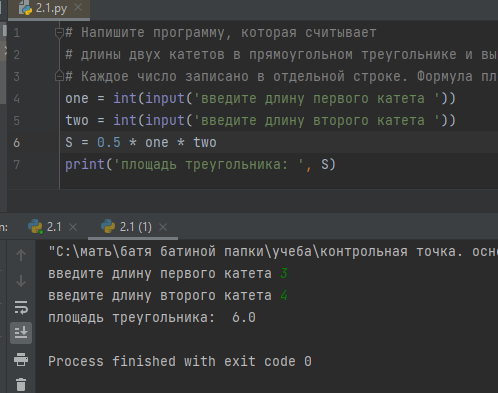 2.1.py
1 # Напишите программу, которая считывает
2 # длины двух катетов в прямоугольном треугольнике и вы
3 # Каждое число записано в отдельной строке. Формула пл
4 one = int(input('введите длину первого катета '))
5 two = int(input('введите длину второго катета '))
6 S = 0.5 * one * two
7 print('площадь треугольника: ', S)
n: 2.1 2.1 (1)
"C:\мать\батя батиной папки\учеба\контрольная точка. осн
введите длину первого катета 3
введите длину второго катета 4
площадь треугольника:  6.0
Process finished with exit code 0